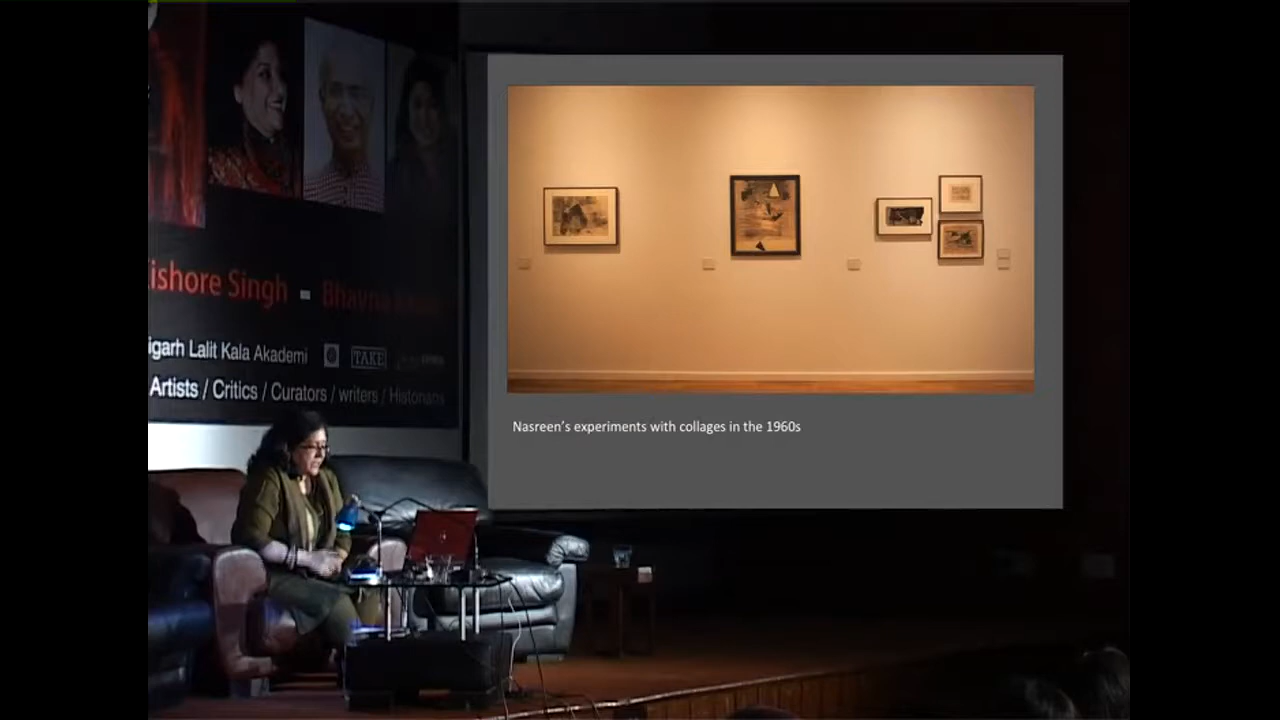 ishore Singh - Bhavna
igarh Lalit Kala Akademi
TAKE
Artists / Critics / Curators / writers / Historians
Nasreen's experiments with collages in the 1960s